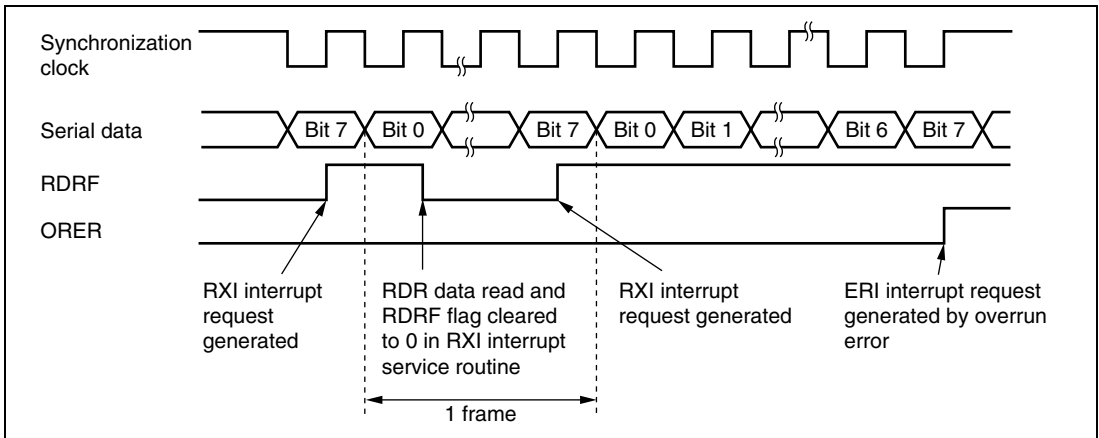 Synchronization
clock
Serial data
Bit 7
Bit 0
Bit 7
Bit 0
Bit 1
Bit 6
Bit 7
RDRF
ORER
RXI interrupt
request
generated
RDR data read and
RDRF flag cleared
to 0 in RXI interrupt
service routine
RXI interrupt
request generated
ERI interrupt request
generated by overrun
error
1 frame